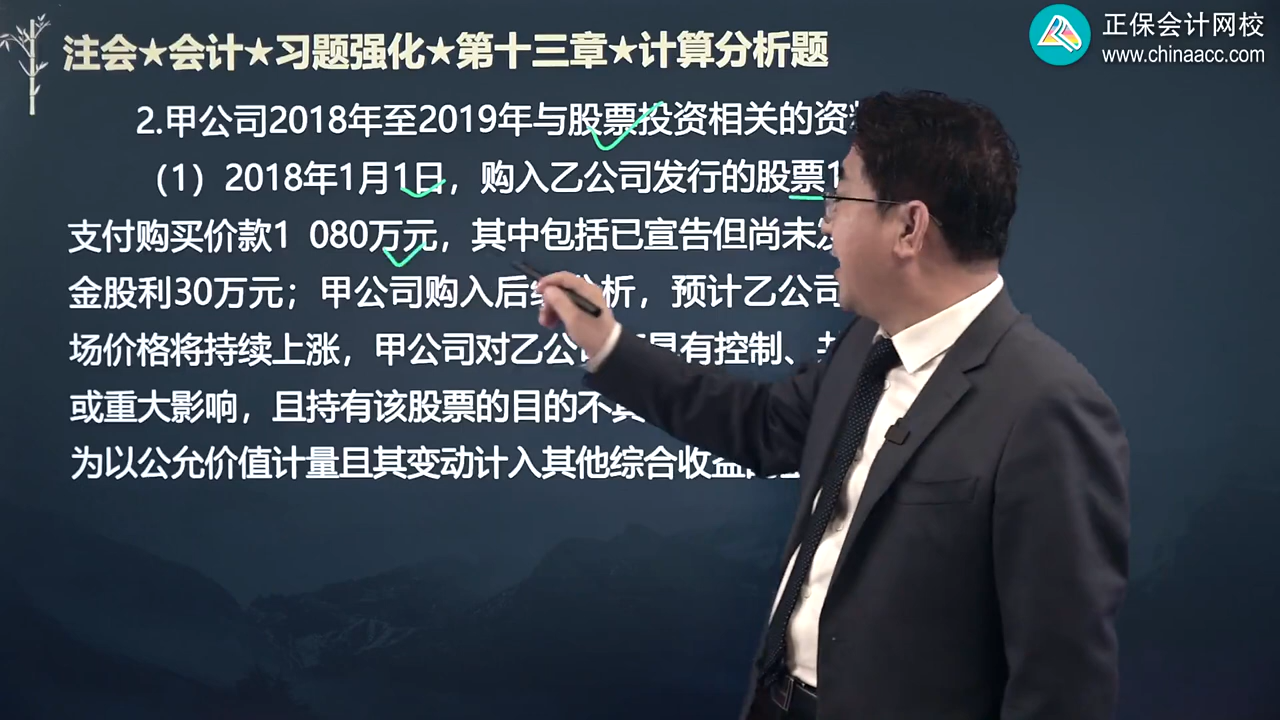 正保会计网校
www.chinaacc.com
注会★会计★习题强化★第十三章★计算分析题
2.甲公司2018年至2019年与股票投资相关的资
（1）2018年1月1日，购入乙公司发行的股票1
支付购买价款1 080万元，其中包括已宣告但尚未
金股利30万元；甲公司购入后 析，预计乙公司
场价格将持续上涨，甲公司对乙公 具有控制、
或重大影响，且持有该股票的目的不
为以公允价值计量且其变动计入其他综合收益